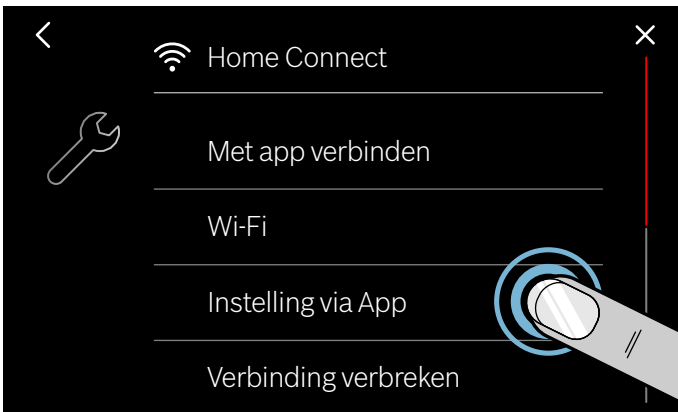 Home Connect
Met app verbinden
Wi-Fi
Instelling via App
Verbinding verbreken